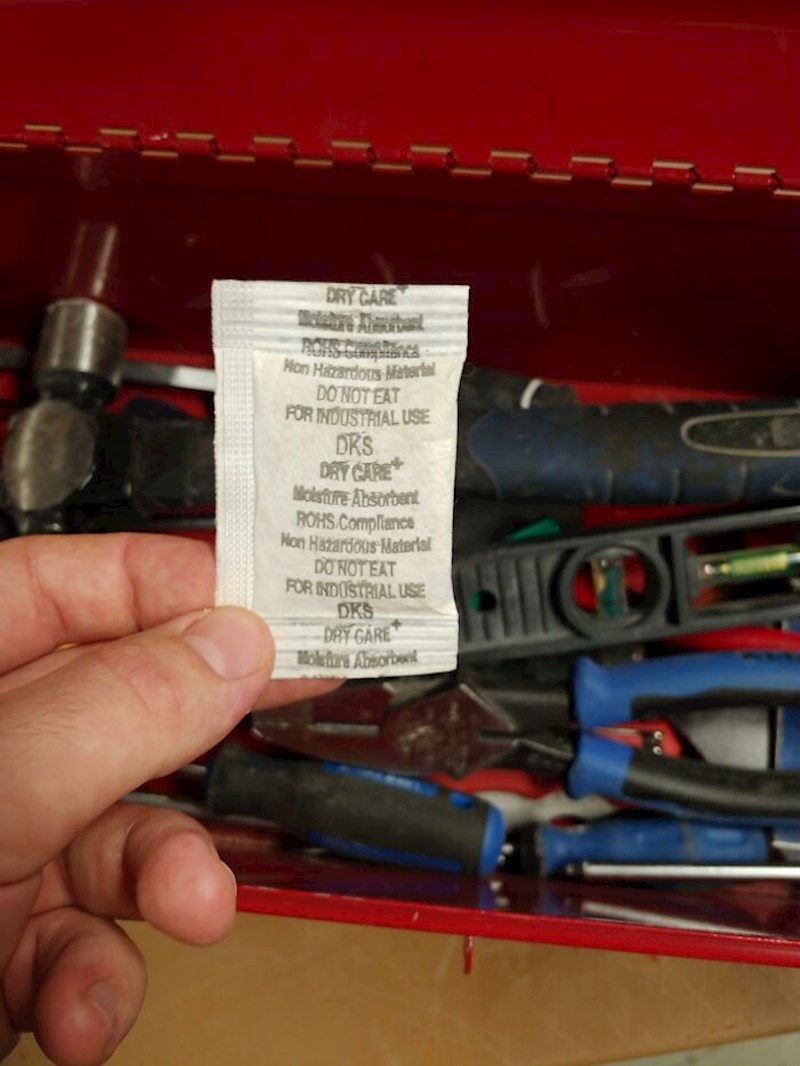 DRY CARE+
Moisture Absorbent
ROHS Compliance
Non Hazardous Material
DO NOT EAT
FOR INDUSTRIAL USE
DKS
DRY CARE+
Moisture Absorbent
ROHS Compliance
Non Hazardous Material
DO NOT EAT
FOR INDUSTRIAL USE
DKS
DRY CARE+
Moisture Absorbent